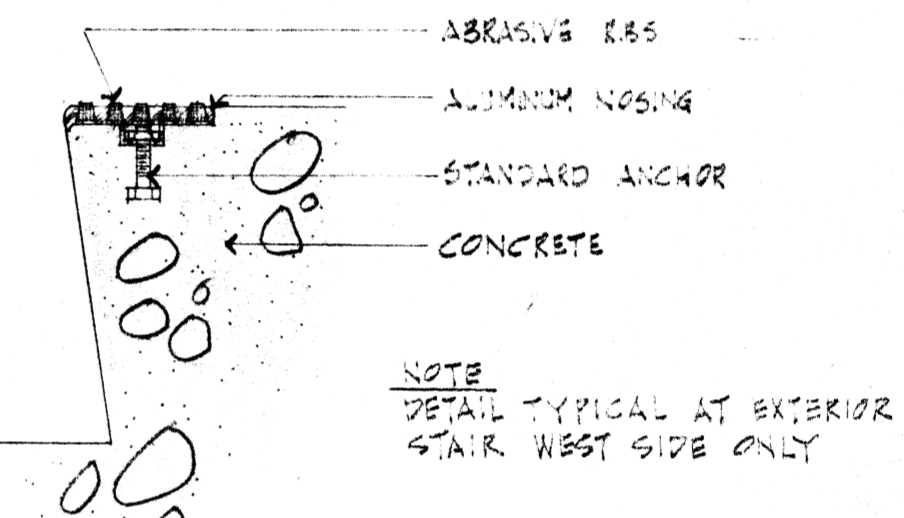 ABRASIVE RIBS
ALUMINUM NOSING
STANDARD ANCHOR
CONCRETE
NOTE
DETAIL TYPICAL AT EXTERIOR
STAIR WEST SIDE ONLY